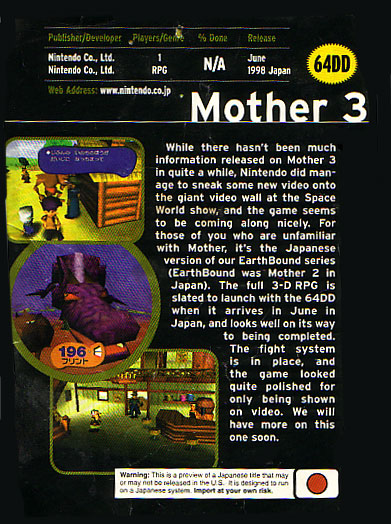 Publisher/Developer Players/Genre % Done Release
Nintendo Co., Ltd. 1 N/A June
Nintendo Co., Ltd. RPG 1998 Japan
64DD
Web Address: www.nintendo.co.jp
Mother 3
While there hasn't been much
information released on Mother 3
in quite a while, Nintendo did man-
age to sneak some new video onto
the giant video wall at the Space
World show, and the game seems
to be coming along nicely. For
those of you who are unfamiliar
with Mother, it's the Japanese
version of our EarthBound series
(EarthBound was Mother 2 in
Japan). The full 3-D RPG is
slated to launch with the 64DD
when it arrives in June in
Japan, and looks well on its way
to being completed.
The fight system
is in place, and
the game looked
quite polished for
only being shown
on video. We will
have more on this
one soon.
196
Warning: This is a preview of a Japanese title that may
or may not be released in the U.S. It is designed to run
on a Japanese system. Import at your own risk.